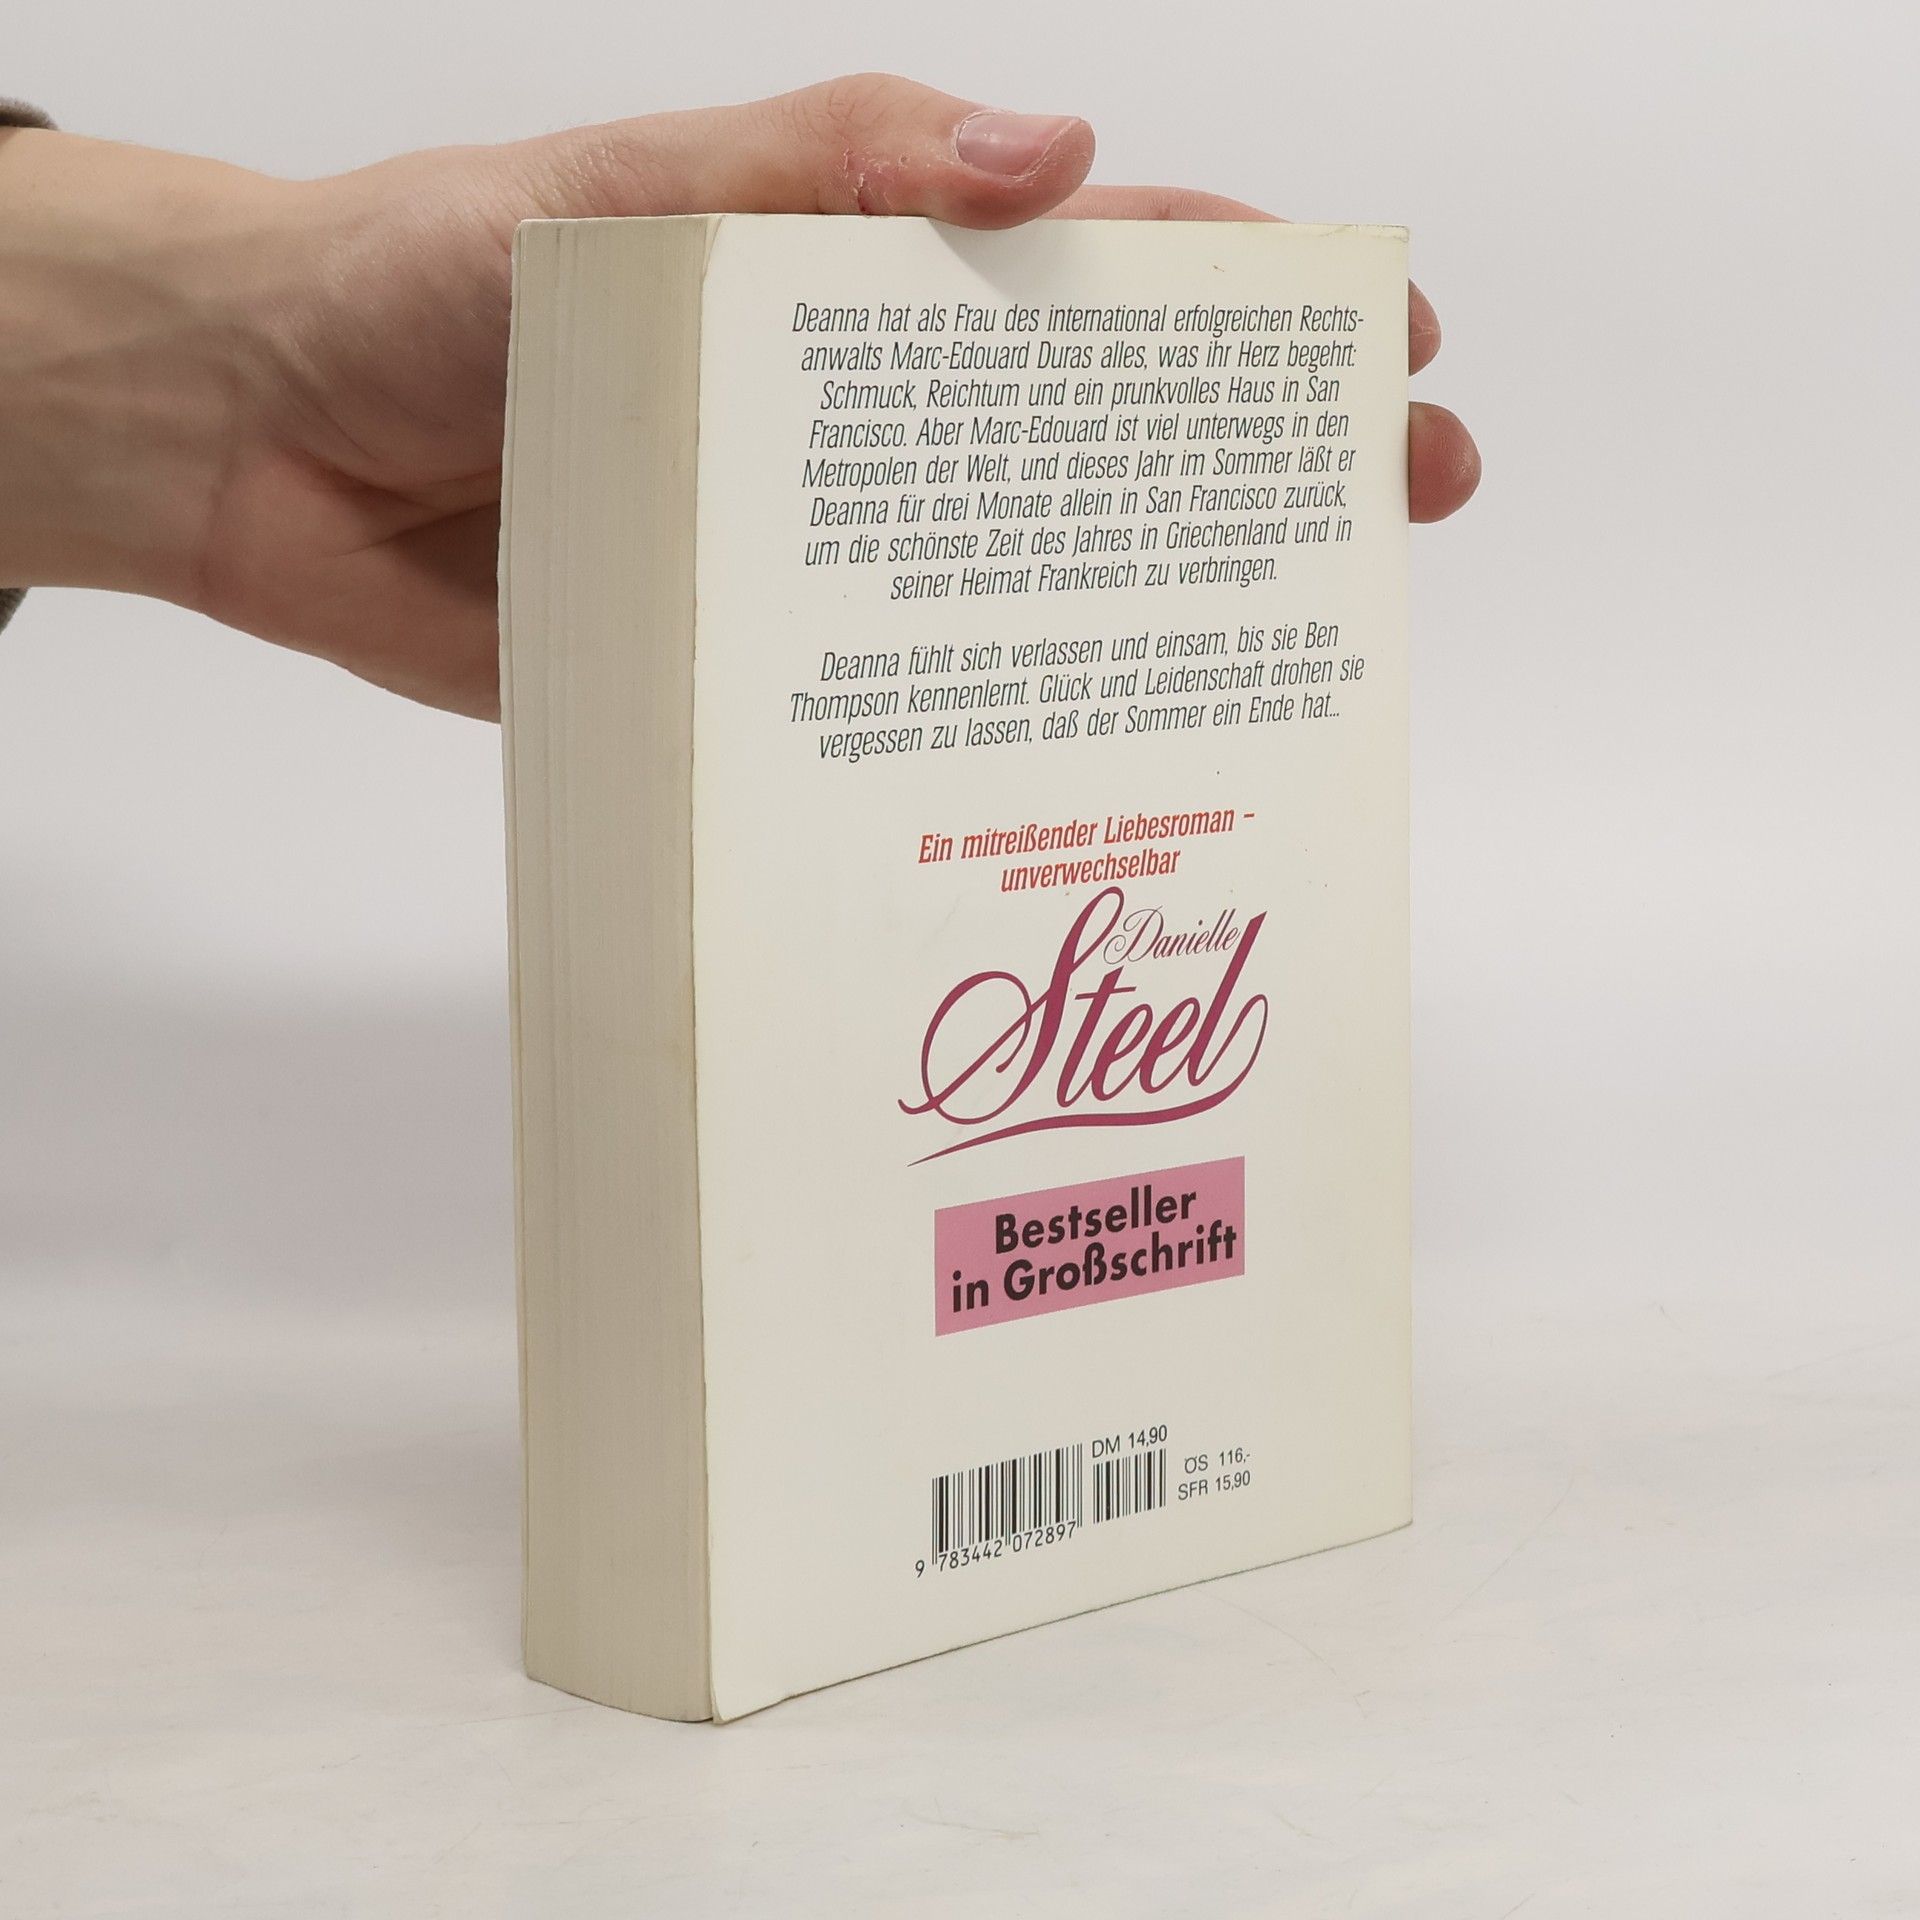 Deanna hat als Frau des international erfolgreichen Rechts-
anwalts Marc-Edouard Duras alles, was ihr Herz begehrt:
Schmuck, Reichtum und ein prunkvolles Haus in San
Francisco. Aber Marc-Edouard ist viel unterwegs in den
Metropolen der Welt, und dieses Jahr im Sommer läßt er
Deanna für drei Monate allein in San Francisco zurück,
um die schönste Zeit des Jahres in Griechenland und in
seiner Heimat Frankreich zu verbringen.
Deanna fühlt sich verlassen und einsam, bis sie Ben
Thompson kennenlernt. Glück und Leidenschaft drohen sie
vergessen zu lassen, daß der Sommer ein Ende hat...
Ein mitreißender Liebesroman –
unverwechselbar
Danielle
Steel
Bestseller
in Großschrift
DM 14,90
ÖS 116,-
SFR 15,90
9 783442 072897